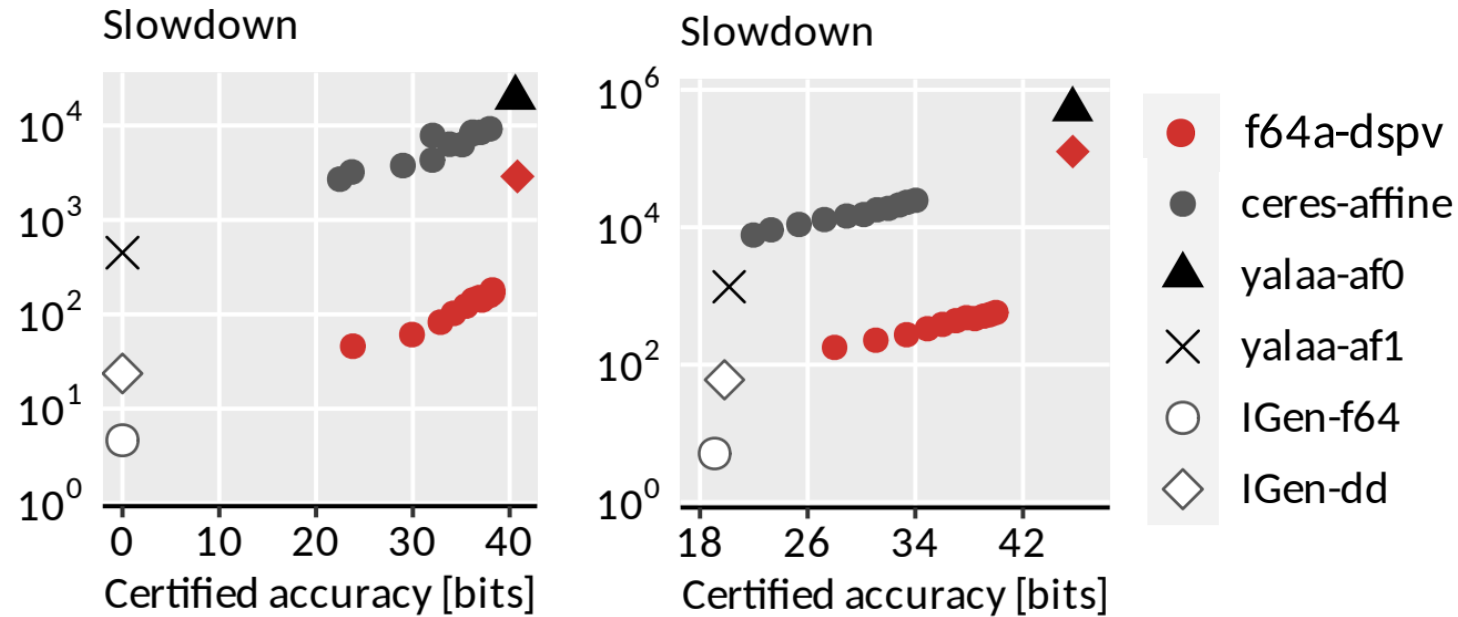 Slowdown
10^4
10^3
10^2
10^1
10^0
0 10 20 30 40
Certified accuracy [bits]
Slowdown
10^6
10^4
10^2
10^0
18 26 34 42
Certified accuracy [bits]
f64a-dspv
ceres-affine
yalaa-af0
yalaa-af1
IGen-f64
IGen-dd